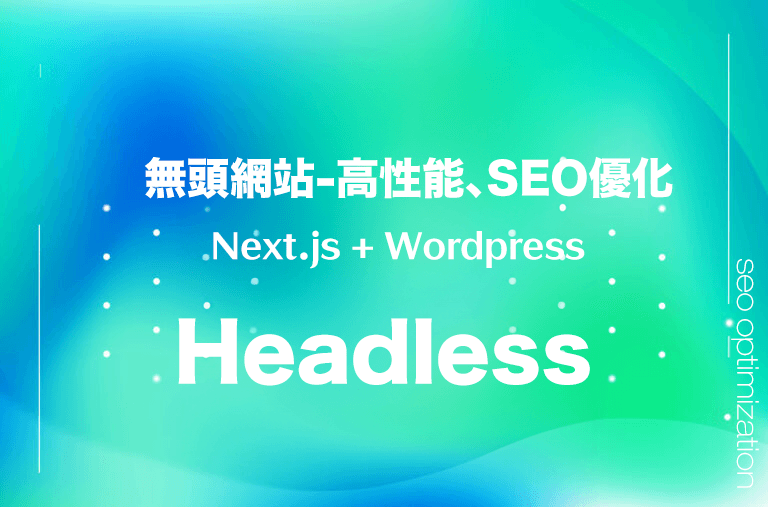 無頭網站-高性能、SEO優化
Next.js + Wordpress
Headless
seo optimization